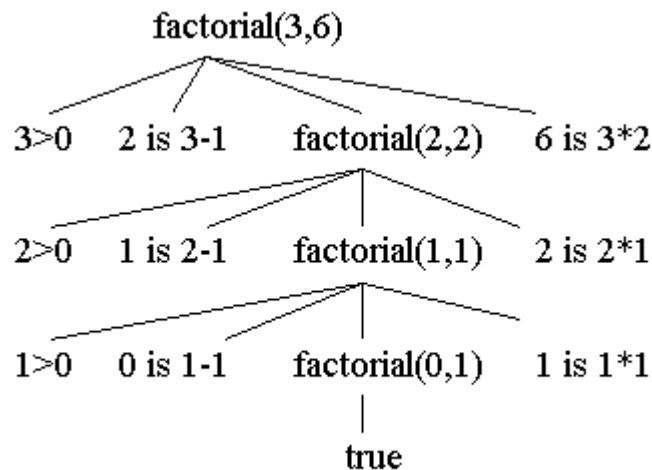 factorial(3,6)
3>0 2 is 3-1 factorial(2,2) 6 is 3*2
2>0 1 is 2-1 factorial(1,1) 2 is 2*1
1>0 0 is 1-1 factorial(0,1) 1 is 1*1
true